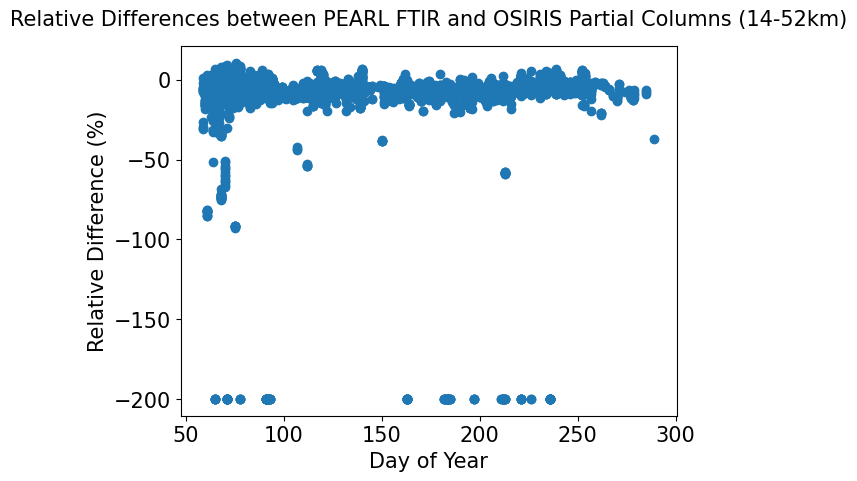 Relative Differences between PEARL FTIR and OSIRIS Partial Columns (14-52km)
Relative Difference (%)
0
−50
−100
−150
−200
50 100 150 200 250 300
Day of Year